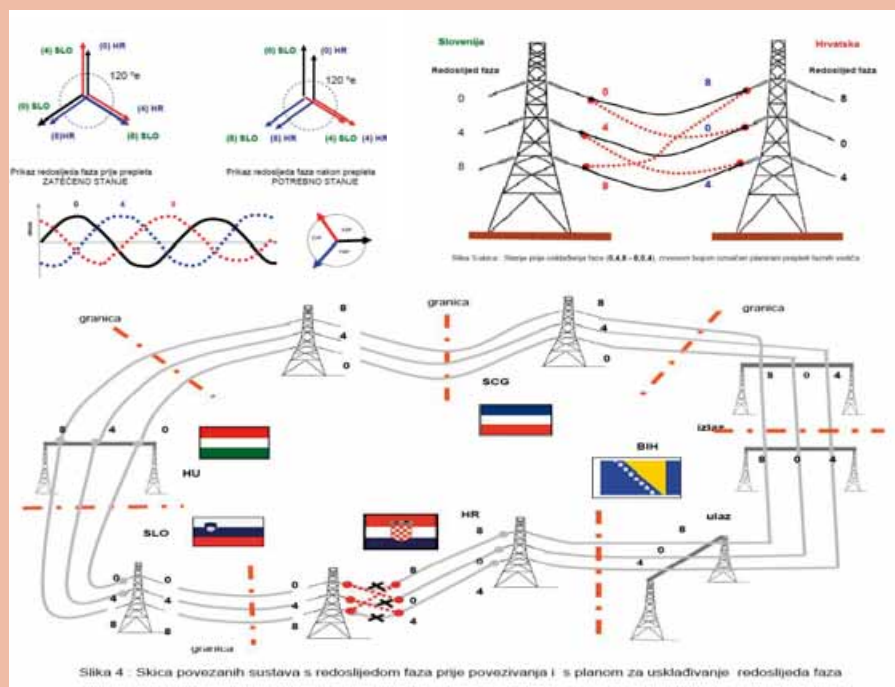 (4) SLO
(0) HR
120 ºe
(0) SLO
(8)HR
(4) HR
(8) SLO
Prikaz redoslijeda faza prije prepleta
ZATEČENO STANJE
(0) SLO
(0) HR
120 ºe
(8) SLO
(8) HR
(4) SLO
(4) HR
Prikaz redoslijeda faza nakon prepleta
POTREBNO STANJE
0 4 8
Slovenija
Hrvatska
Redoslijed faza
Redoslijed faza
0 0 8 8
4 4 0 0
8 8 4 4
granica
granica
granica
8
4
0
8
4
0
SCG
8 0 4
izlaz
8 0 4
8 4 0
HU
BIH
SLO
HR
ulaz
8
0
4
8
0
4
0
4
8
0
4
8
0
4
8
0
4
8
8
0
4
granica
Slika 4 : Skica povezanih sustava s redoslijedom faza prije povezivanja i s planom za usklađivanje redoslijeda faza